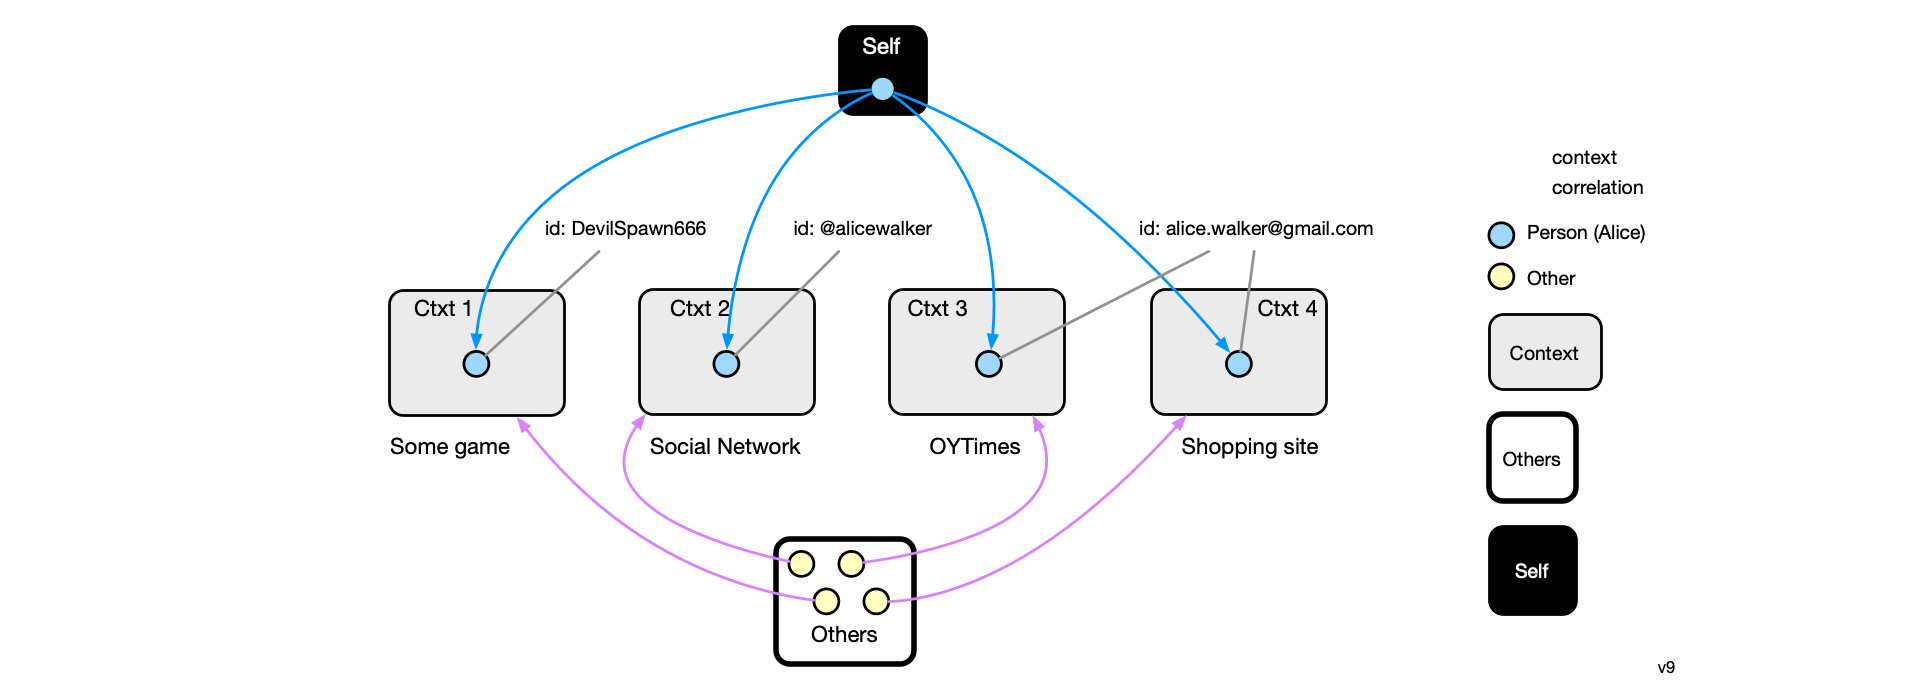 Self
context
correlation
id: DevilSpawn666
id: @alicewalker
id: alice.walker@gmail.com
Person (Alice)
Other
Ctxt 1
Ctxt 2
Ctxt 3
Ctxt 4
Context
Some game
Social Network
OYTimes
Shopping site
Others
Others
Self
v9